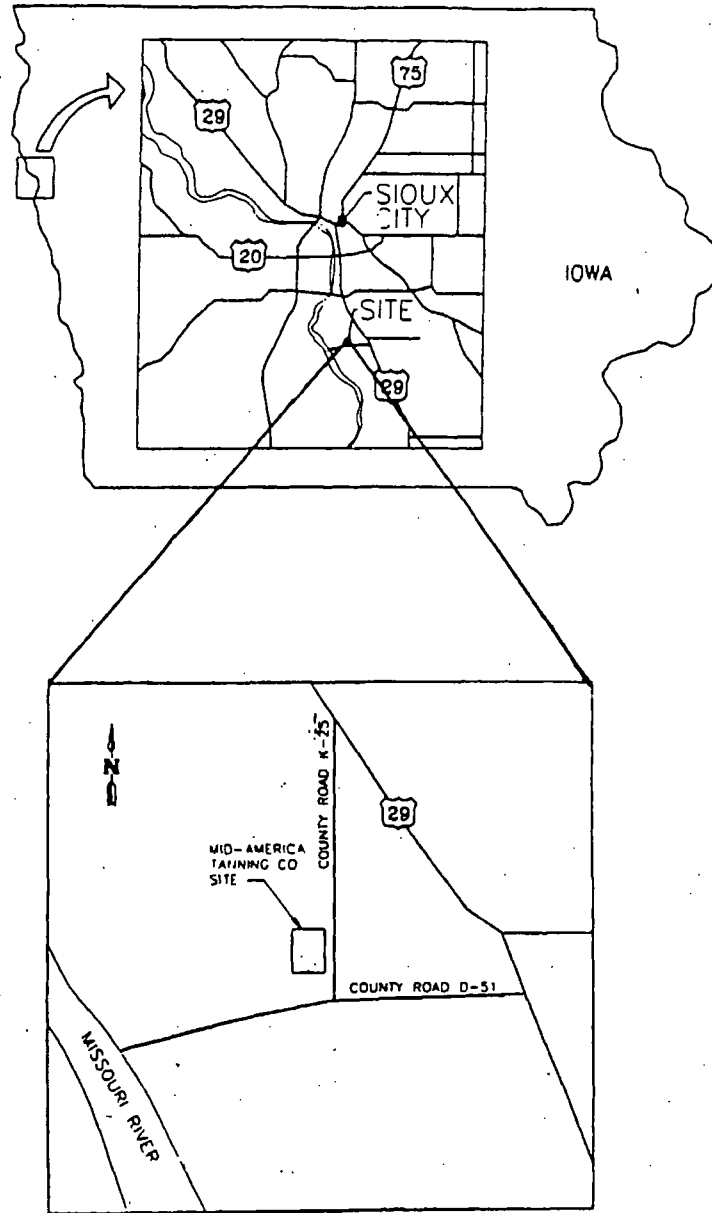 75
29
SIOUX
CITY
20
IOWA
SITE
29
N
COUNTY ROAD K-25
29
MID-AMERICA
TANNING CO
SITE
COUNTY ROAD D-51
MISSOURI RIVER